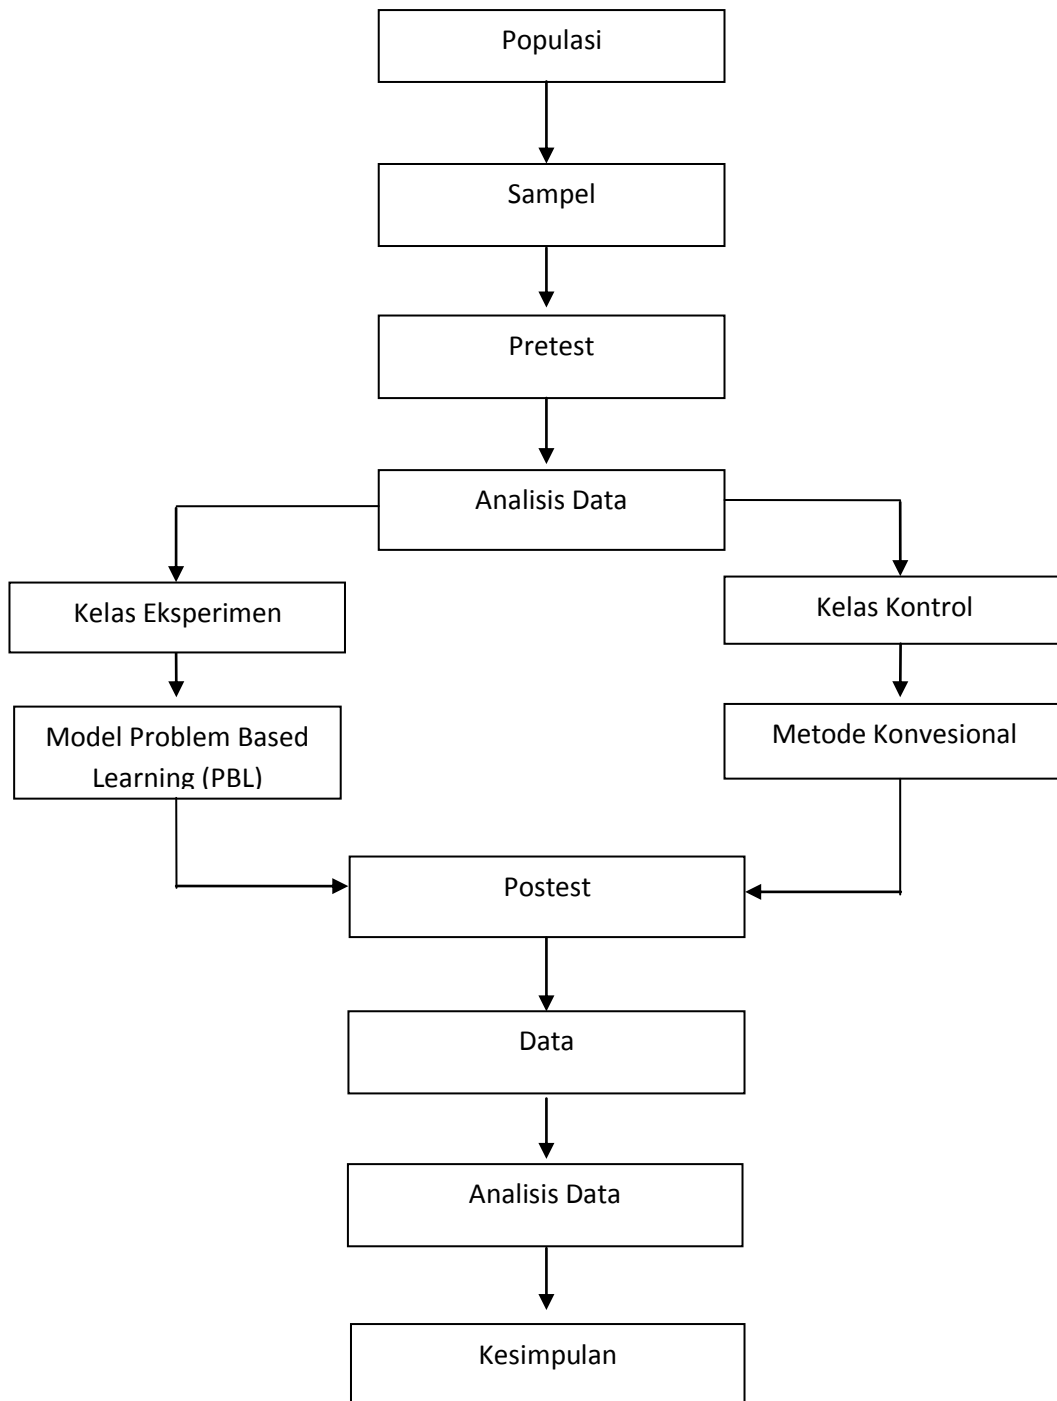 Populasi
Sampel
Pretest
Analisis Data
Kelas Eksperimen
Kelas Kontrol
Model Problem Based
Learning (PBL)
Metode Konvesional
Postest
Data
Analisis Data
Kesimpulan